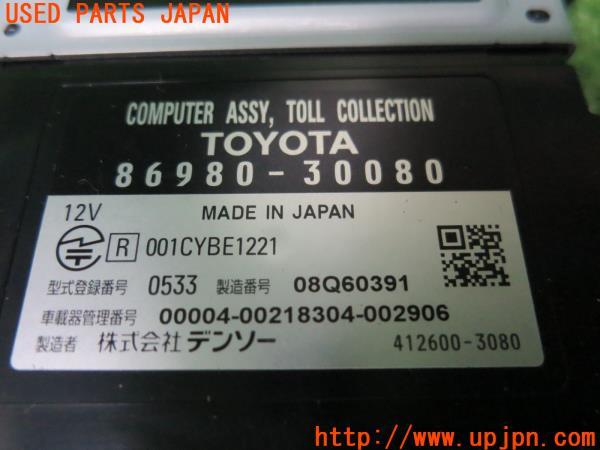 USED PARTS JAPAN
COMPUTER ASSY, TOLL COLLECTION
TOYOTA
86980-30080
12V MADE IN JAPAN
R 001CYBE1221
型式登録番号 0533 製造番号 08Q60391
車載器管理番号 00004-00218304-002906
製造者 株式会社 デンソー 412600-3080
UPJ http://www.upjpn.com